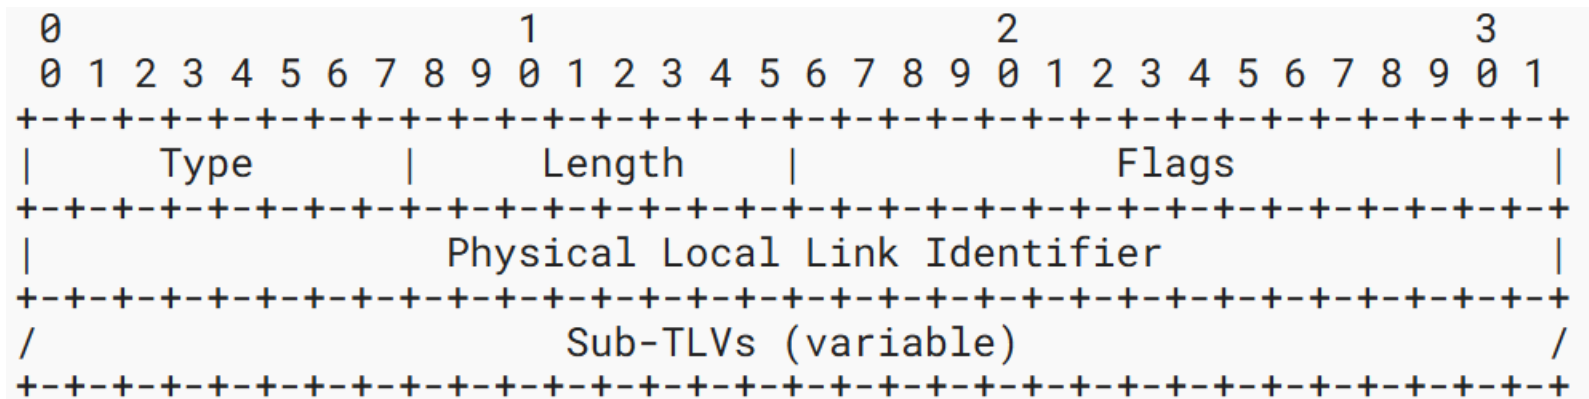 0                   1                   2                   3
 0 1 2 3 4 5 6 7 8 9 0 1 2 3 4 5 6 7 8 9 0 1 2 3 4 5 6 7 8 9 0 1
+-+-+-+-+-+-+-+-+-+-+-+-+-+-+-+-+-+-+-+-+-+-+-+-+-+-+-+-+-+-+-+-+
|     Type      |     Length    |             Flags             |
+-+-+-+-+-+-+-+-+-+-+-+-+-+-+-+-+-+-+-+-+-+-+-+-+-+-+-+-+-+-+-+-+
|                 Physical Local Link Identifier                |
+-+-+-+-+-+-+-+-+-+-+-+-+-+-+-+-+-+-+-+-+-+-+-+-+-+-+-+-+-+-+-+-+
/                      Sub-TLVs (variable)                      /
+-+-+-+-+-+-+-+-+-+-+-+-+-+-+-+-+-+-+-+-+-+-+-+-+-+-+-+-+-+-+-+-+